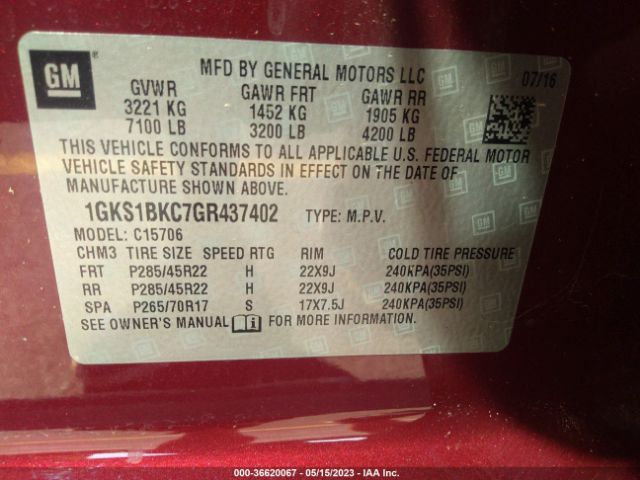 GM
MFD BY GENERAL MOTORS LLC
07/16
GVWR GAWR FRT GAWR RR
3221 KG 1452 KG 1905 KG
7100 LB 3200 LB 4200 LB
THIS VEHICLE CONFORMS TO ALL APPLICABLE U.S. FEDERAL MOTOR
VEHICLE SAFETY STANDARDS IN EFFECT ON THE DATE OF
MANUFACTURE SHOWN ABOVE.
1GKS1BKC7GR437402 TYPE: M.P.V.
MODEL: C15706
CHM3 TIRE SIZE SPEED RTG RIM COLD TIRE PRESSURE
FRT P285/45R22 H 22X9J 240KPA(35PSI)
RR P285/45R22 H 22X9J 240KPA(35PSI)
SPA P265/70R17 S 17X7.5J 240KPA(35PSI)
SEE OWNER'S MANUAL i FOR MORE INFORMATION.
000-36620067 - 05/15/2023 - IAA Inc.